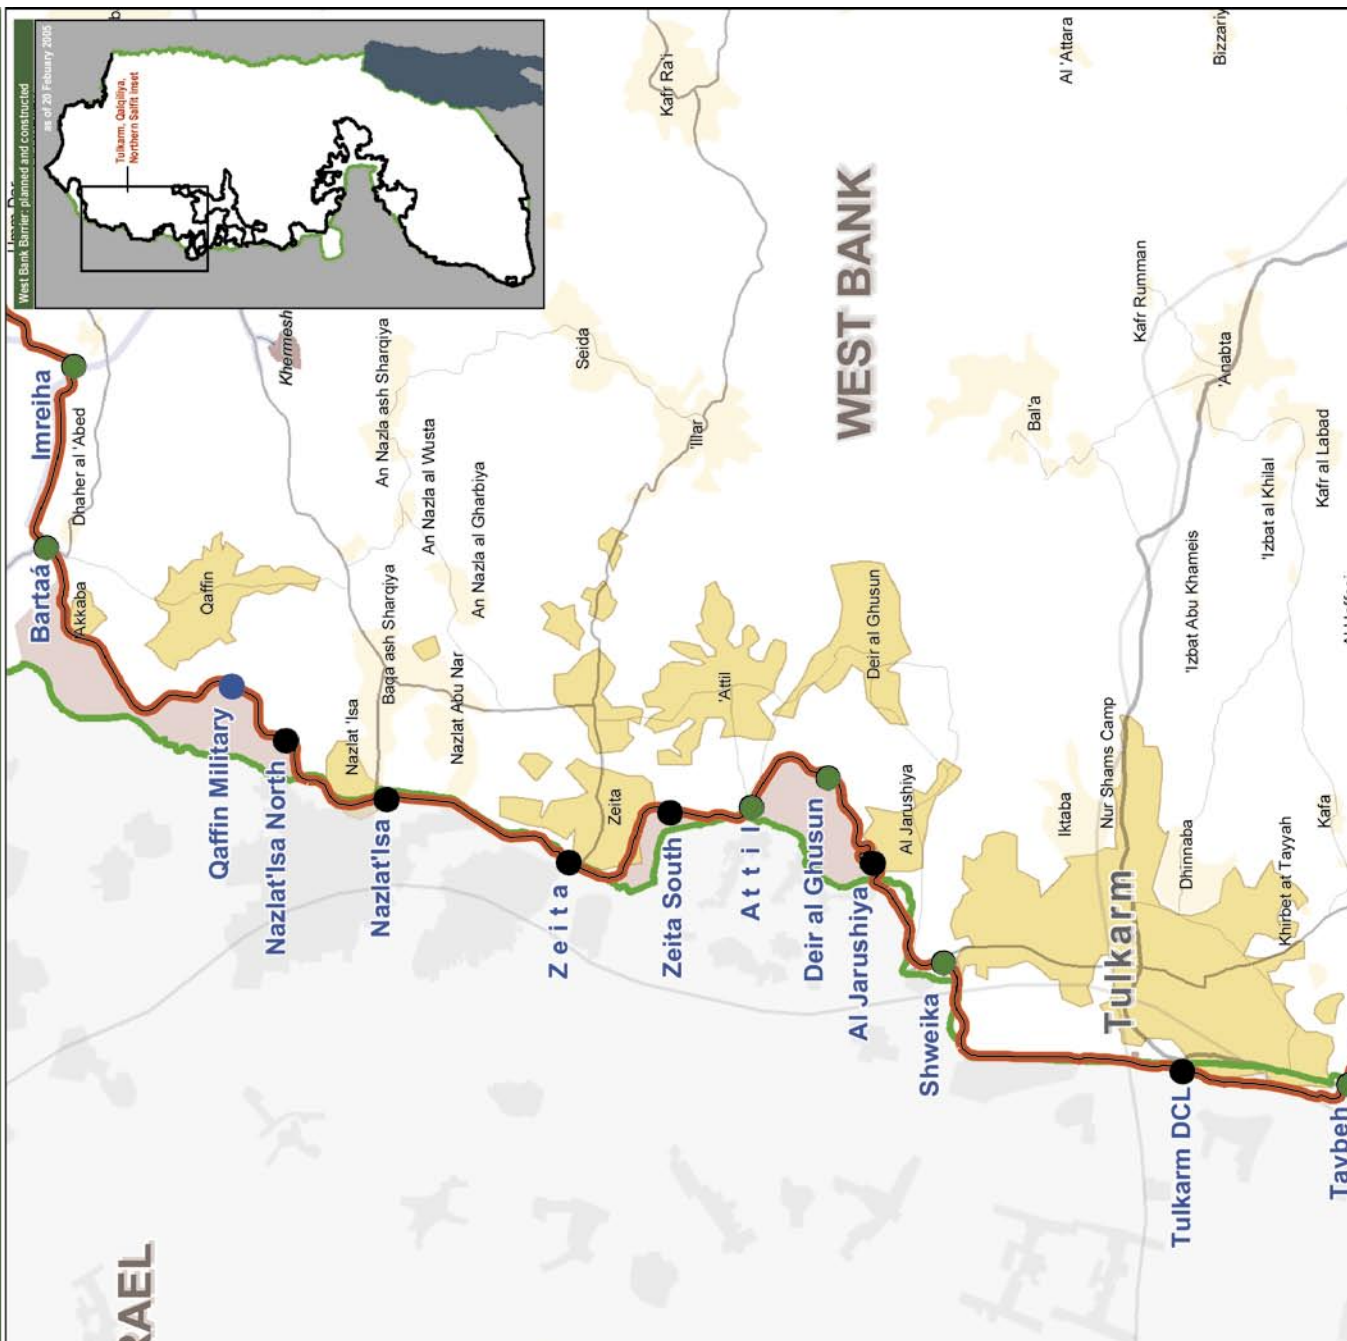 West Bank Barrier: planned and constructed
as of 20 Febuary 2005
Tulkarm, Qalqiliya,
Northern Salfit inset
Imreiha
Bartaá
Qaffin Military
Nazlat'Isa North
Nazlat'Isa
Zeita
Zeita South
Attil
Deir al Ghusun
Al Jarushiya
Shweika
Tulkarm DCL
Taybeh
Dhaher al 'Abed
Akkaba
Qaffin
Khermesh
An Nazla ash Sharqiya
An Nazla al Wusta
An Nazla al Gharbiya
Baqa ash Sharqiya
Nazlat 'Isa
Nazlat Abu Nar
Seida
'Illar
Kafr Ra'i
Zeita
'Attil
Deir al Ghusun
Al Jarushiya
WEST BANK
Bal'a
Al 'Attara
Bizzariy
Kafr Rumman
'Anabta
'Izbat al Khilal
Kafr al Labad
'Izbat Abu Khameis
Iktaba
Nur Shams Camp
Tulkarm
Dhinnaba
Khirbet at Tayyah
Kafa
RAEL